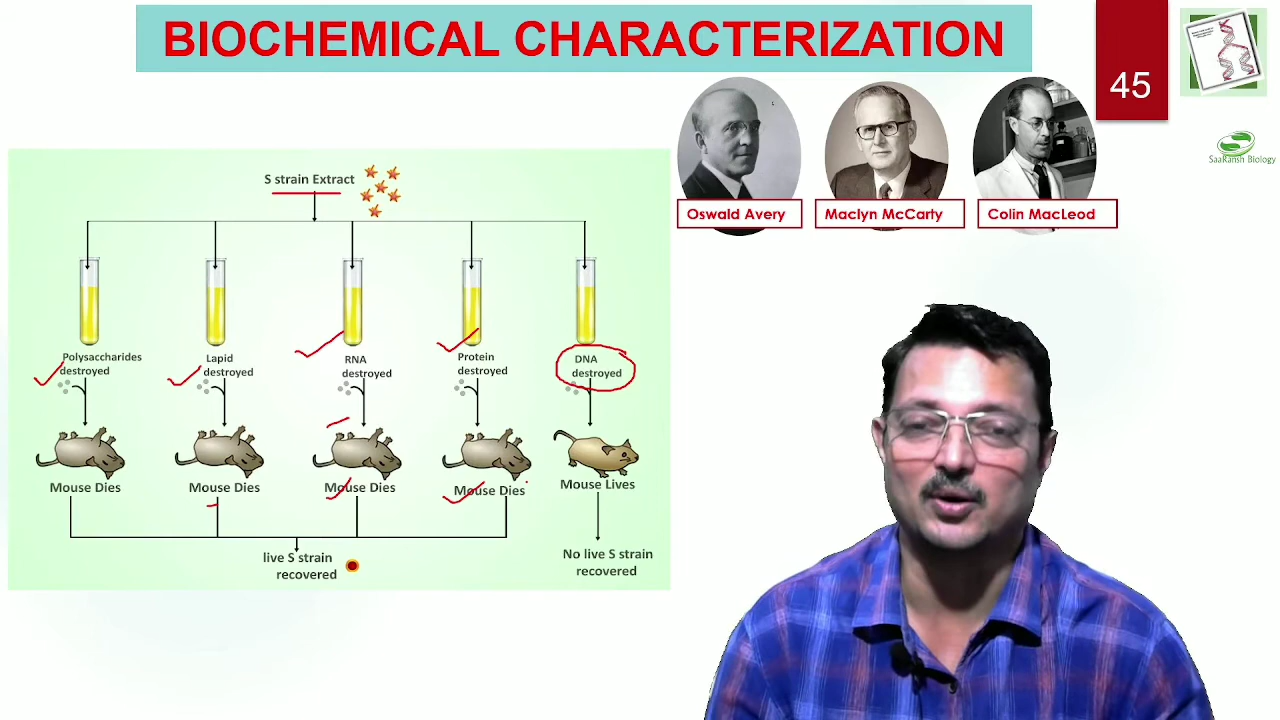 BIOCHEMICAL CHARACTERIZATION
45
SaaRansh Biology
Oswald Avery
Maclyn McCarty
Colin MacLeod
S strain Extract
Polysaccharides
destroyed
Lapid
destroyed
RNA
destroyed
Protein
destroyed
DNA
destroyed
Mouse Dies
Mouse Dies
Mouse Dies
Mouse Dies
Mouse Lives
live S strain
recovered
No live S strain
recovered